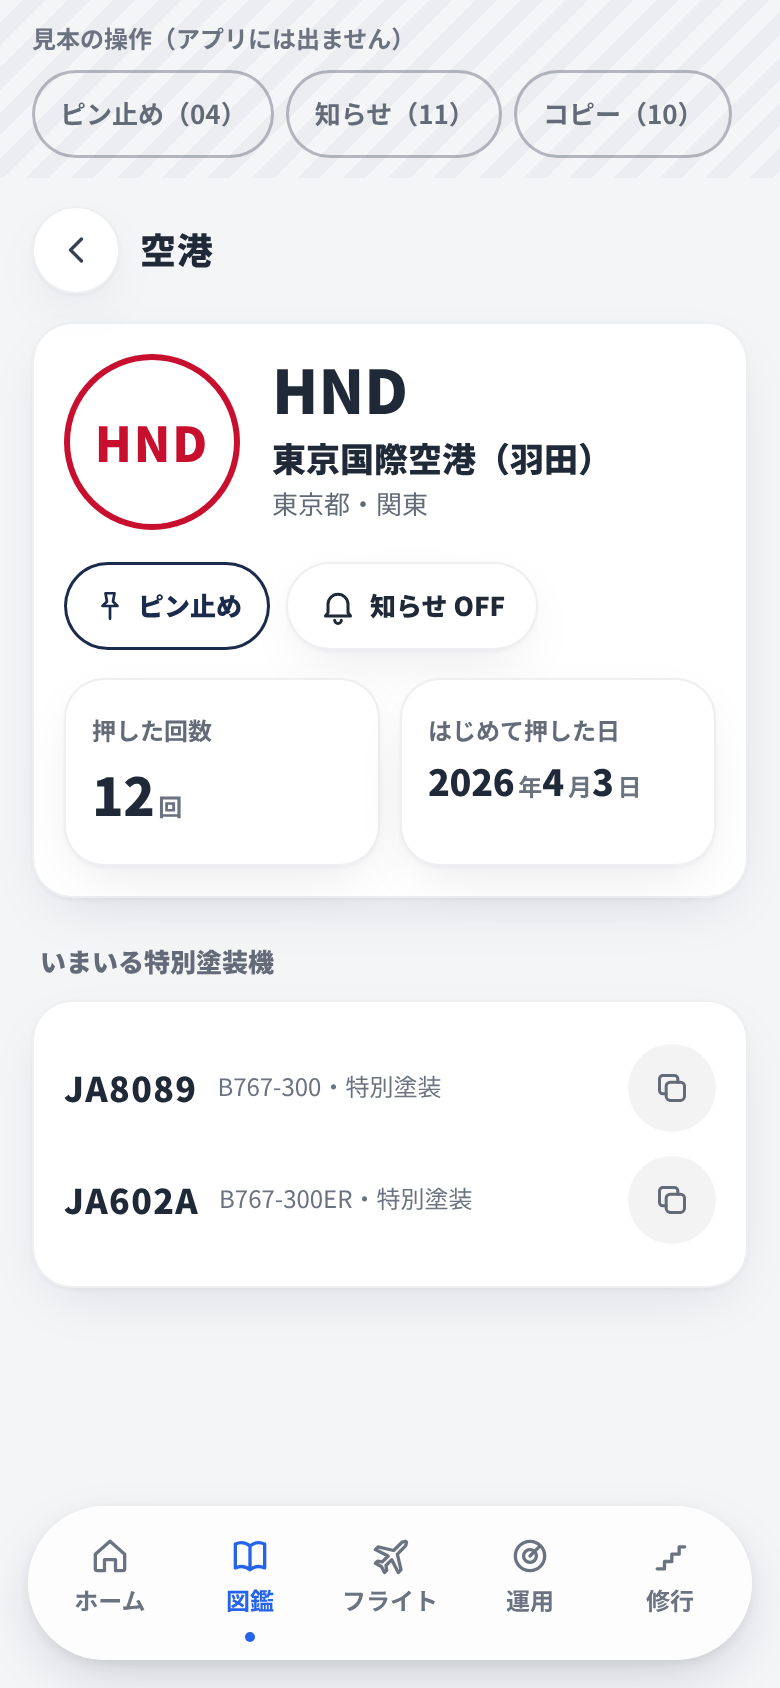 見本の操作（アプリには出ません）
ピン止め（04） 知らせ（11） コピー（10）
空港
HND
HND
東京国際空港（羽田）
東京都・関東
ピン止め 知らせ OFF
押した回数 はじめて押した日
12回 2026年4月3日
いまいる特別塗装機
JA8089 B767-300・特別塗装
JA602A B767-300ER・特別塗装
ホーム 図鑑 フライト 運用 修行